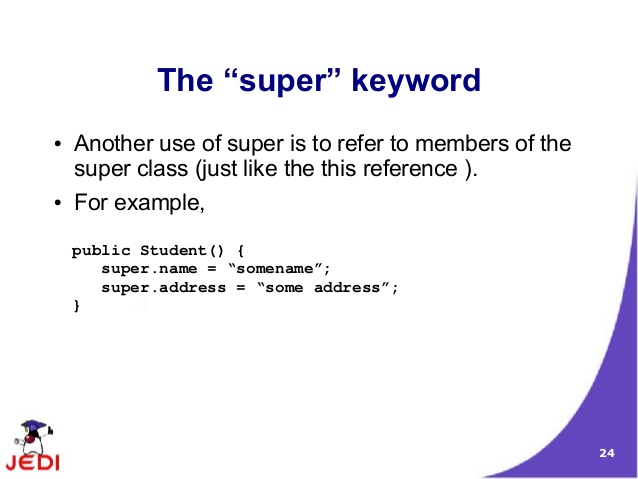 The “super” keyword
• Another use of super is to refer to members of the
super class (just like the this reference ).
• For example,
public Student() {
super.name = “somename”;
super.address = “some address”;
}
JEDI
24